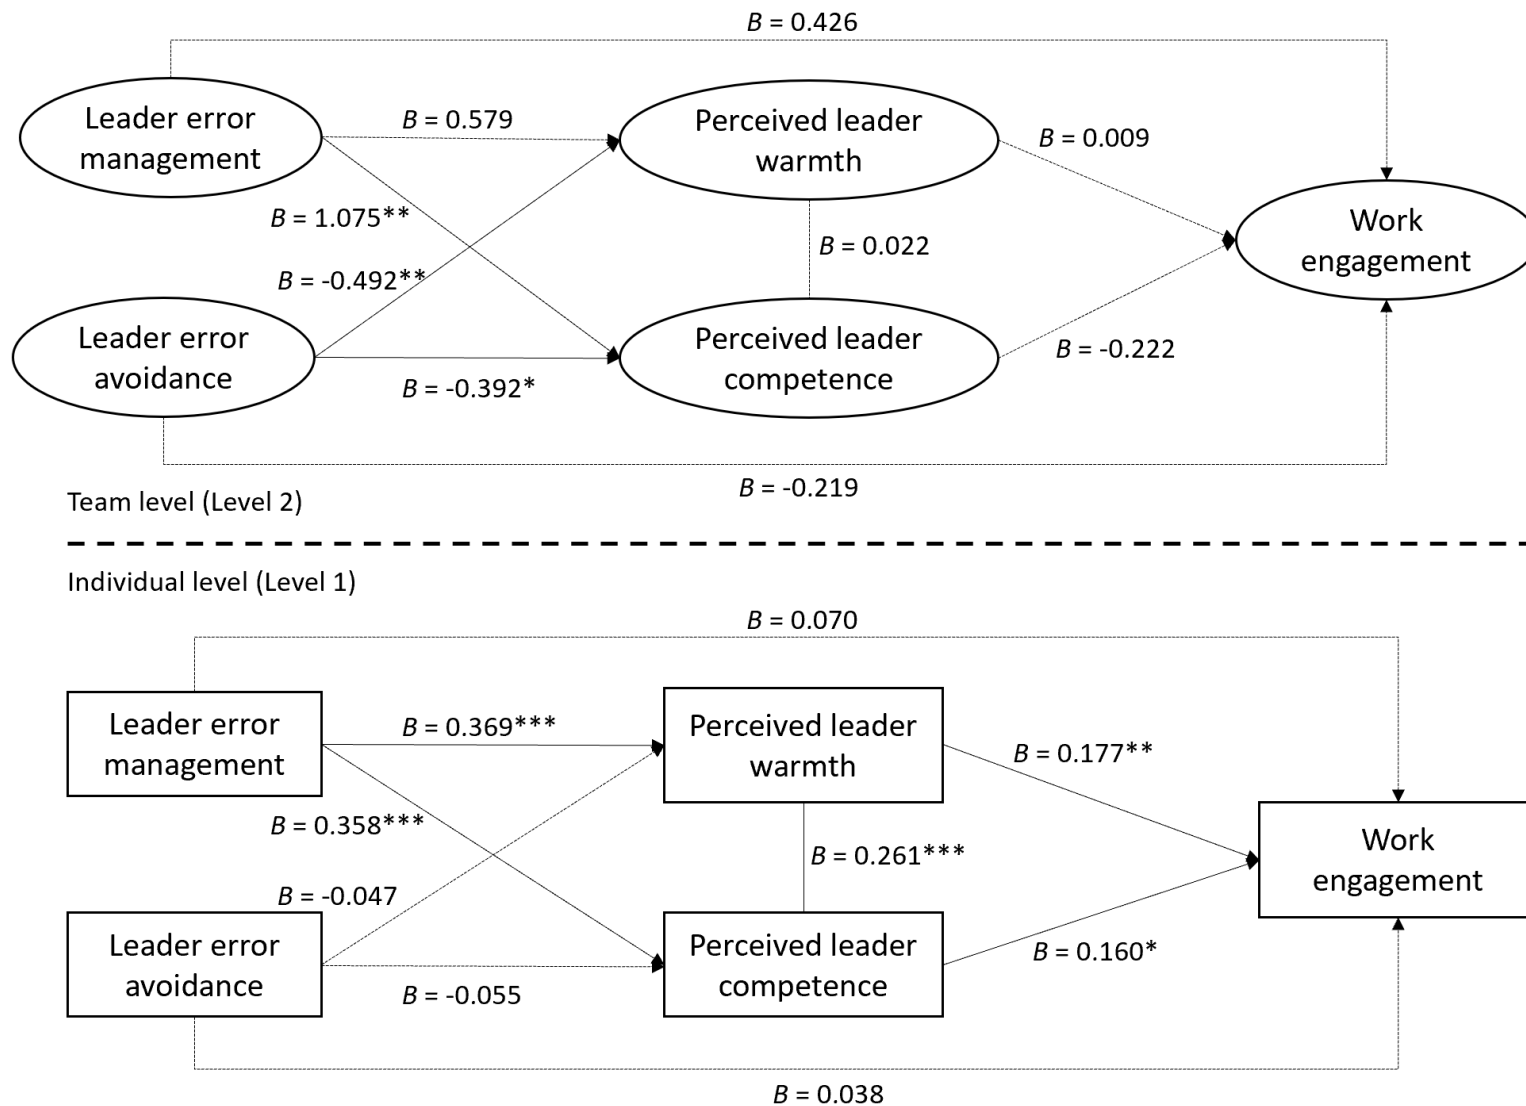 B = 0.426
Leader error
management
B = 0.579
Perceived leader
warmth
B = 0.009
B = 1.075**
B = 0.022
Work
engagement
B = -0.492**
Leader error
avoidance
B = -0.392*
Perceived leader
competence
B = -0.222
B = -0.219
Team level (Level 2)
Individual level (Level 1)
B = 0.070
Leader error
management
B = 0.369***
Perceived leader
warmth
B = 0.177**
B = 0.358***
B = 0.261***
Work
engagement
B = -0.047
Leader error
avoidance
B = -0.055
Perceived leader
competence
B = 0.160*
B = 0.038